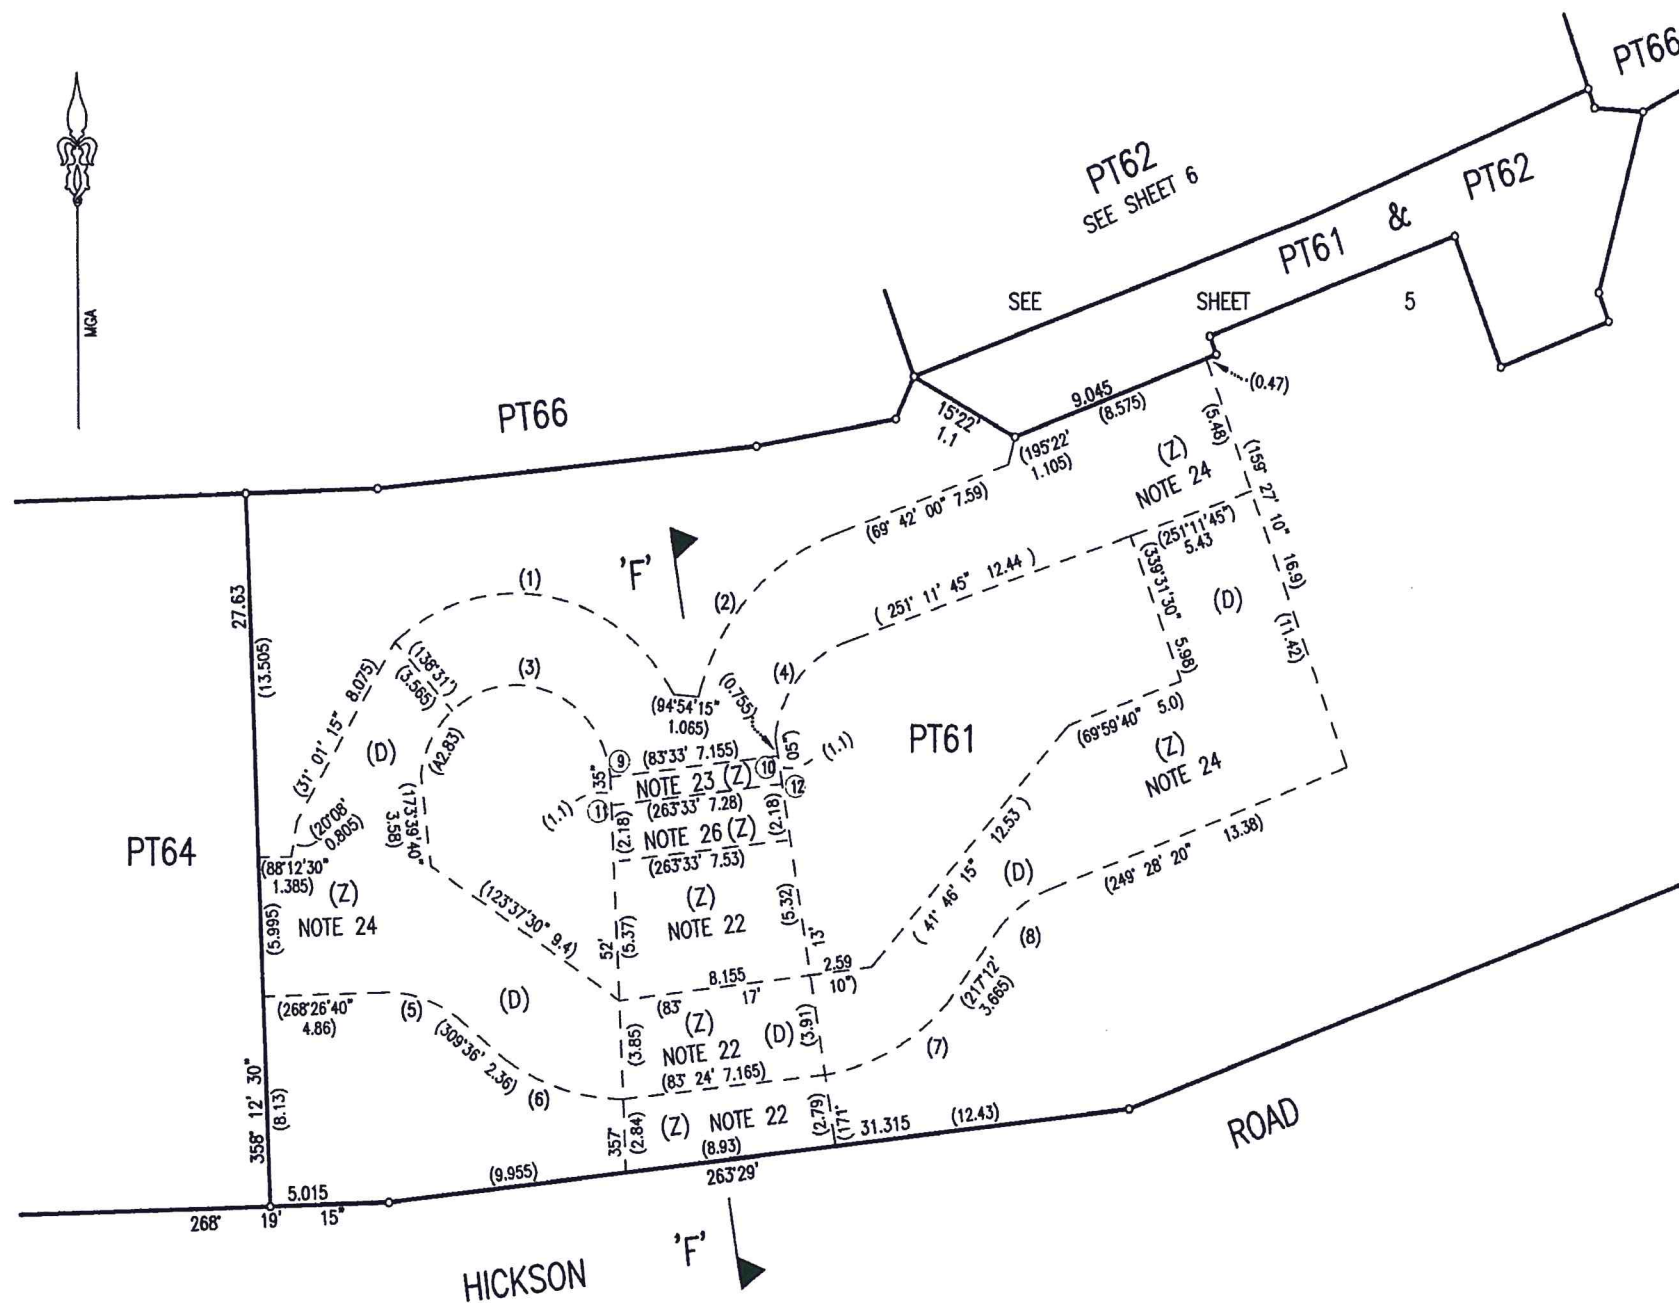 PT66
PT62
SEE SHEET 6
PT62
&
PT61
SEE SHEET 5
MGA
PT66
15°22'
1.1
9.045
(8.575)
(0.47)
(195°22'
1.105)
(5.48)
(159° 27' 10" 16.9)
(Z)
NOTE 24
(69° 42' 00" 7.59)
(251°11'45")
5.43
'F'
(1)
(2)
(251° 11' 45" 12.44)
(339°31'30" 5.98)
(D)
(11.42)
27.63
(13.505)
(138°31')
(3.565)
(3)
(4)
(0.755)
(94°54'15"
1.065)
(31° 01' 15" 8.075)
(D)
(A2.83)
PT61
(69°59'40" 5.0)
(Z)
NOTE 24
(83°33' 7.155)
9
10
(1.1)
05"
35"
NOTE 23 (Z)
12
11
(1.1)
(263°33' 7.28)
(173°39'40"
3.58)
(20°08'
0.805)
(2.18)
NOTE 26 (Z)
(2.18)
(263°33' 7.53)
PT64
(88°12'30"
1.385)
(Z)
NOTE 24
(5.995)
(123°37'30" 9.4)
(Z)
NOTE 22
(5.32)
(5.37)
52'
13'
(41° 46' 15" 12.53)
(D)
(249° 28' 20" 13.38)
(8)
8.155
2.59
(83° 17' 10")
(217°12'
3.665)
(268°26'40"
4.86)
(5)
(D)
(309°36' 2.36)
(6)
(3.85)
(Z)
NOTE 22
(D)
(3.91)
(7)
(83° 24' 7.165)
358° 12' 30"
(8.13)
357°
(2.84)
(Z) NOTE 22
(2.79)
(171°
31.315
(12.43)
(8.93)
263°29'
(9.955)
5.015
268° 19' 15"
ROAD
'F'
HICKSON